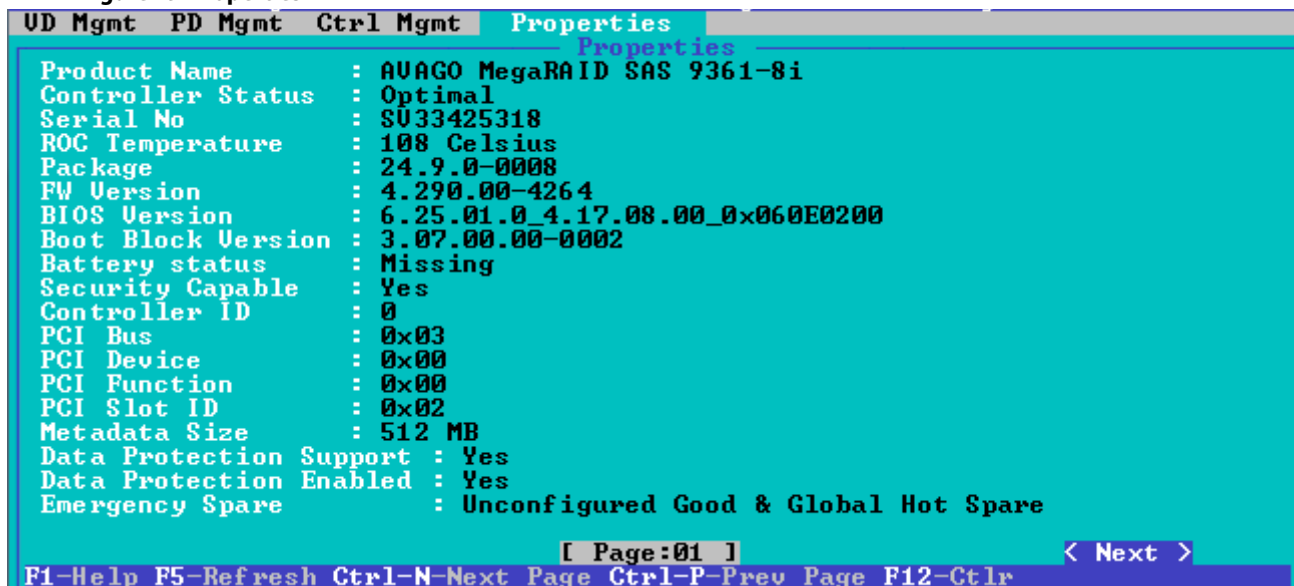 VD Mgmt PD Mgmt Ctrl Mgmt Properties
Properties
Product Name : AVAGO MegaRAID SAS 9361-8i
Controller Status : Optimal
Serial No : SV33425318
ROC Temperature : 108 Celsius
Package : 24.9.0-0008
FW Version : 4.290.00-4264
BIOS Version : 6.25.01.0_4.17.08.00_0x060E0200
Boot Block Version : 3.07.00.00-0002
Battery status : Missing
Security Capable : Yes
Controller ID : 0
PCI Bus : 0x03
PCI Device : 0x00
PCI Function : 0x00
PCI Slot ID : 0x02
Metadata Size : 512 MB
Data Protection Support : Yes
Data Protection Enabled : Yes
Emergency Spare : Unconfigured Good & Global Hot Spare
[ Page:01 ] < Next >
F1-Help F5-Refresh Ctrl-N-Next Page Ctrl-P-Prev Page F12-Ctlr